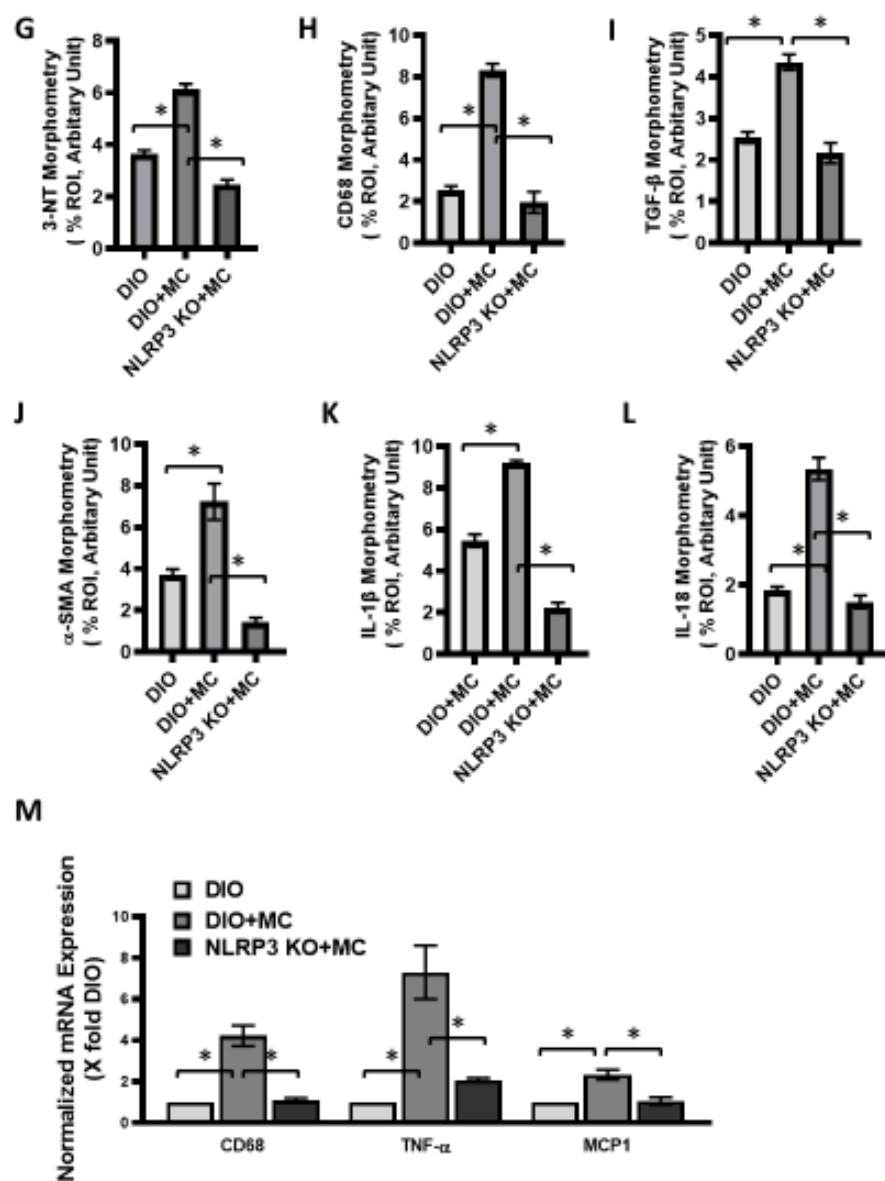 G
3-NT Morphometry
( % ROI, Arbitary Unit)
8
6
4
2
0
*
*
DIO
DIO+MC
NLRP3 KO+MC
H
CD68 Morphometry
( % ROI, Arbitary Unit)
10
8
6
4
2
0
*
*
DIO
DIO+MC
NLRP3 KO+MC
I
TGF-β Morphometry
( % ROI, Arbitary Unit)
5
4
3
2
1
0
*
*
DIO
DIO+MC
NLRP3 KO+MC
J
α-SMA Morphometry
( % ROI, Arbitary Unit)
10
8
6
4
2
0
*
*
DIO
DIO+MC
NLRP3 KO+MC
K
IL-1β Morphometry
( % ROI, Arbitary Unit)
10
8
6
4
2
0
*
*
DIO+MC
DIO+MC
NLRP3 KO+MC
L
IL-18 Morphometry
( % ROI, Arbitary Unit)
6
4
2
0
*
*
DIO
DIO+MC
NLRP3 KO+MC
M
Normalized mRNA Expression
(X fold DIO)
DIO
DIO+MC
NLRP3 KO+MC
10
8
6
4
2
0
*
*
*
*
*
*
CD68
TNF-α
MCP1